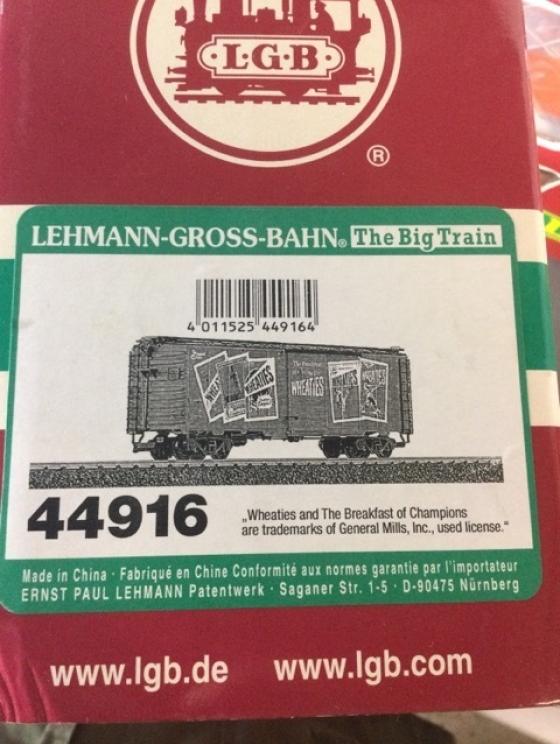 L·G·B
®
LEHMANN-GROSS-BAHN® The Big Train
4 011525 449164
WHEATIES
WHEATIES
44916
„Wheaties and The Breakfast of Champions
are trademarks of General Mills, Inc., used license.“
Made in China · Fabriqué en Chine Conformité aux normes garantie par l'importateur
ERNST PAUL LEHMANN Patentwerk · Saganer Str. 1-5 · D-90475 Nürnberg
www.lgb.de www.lgb.com